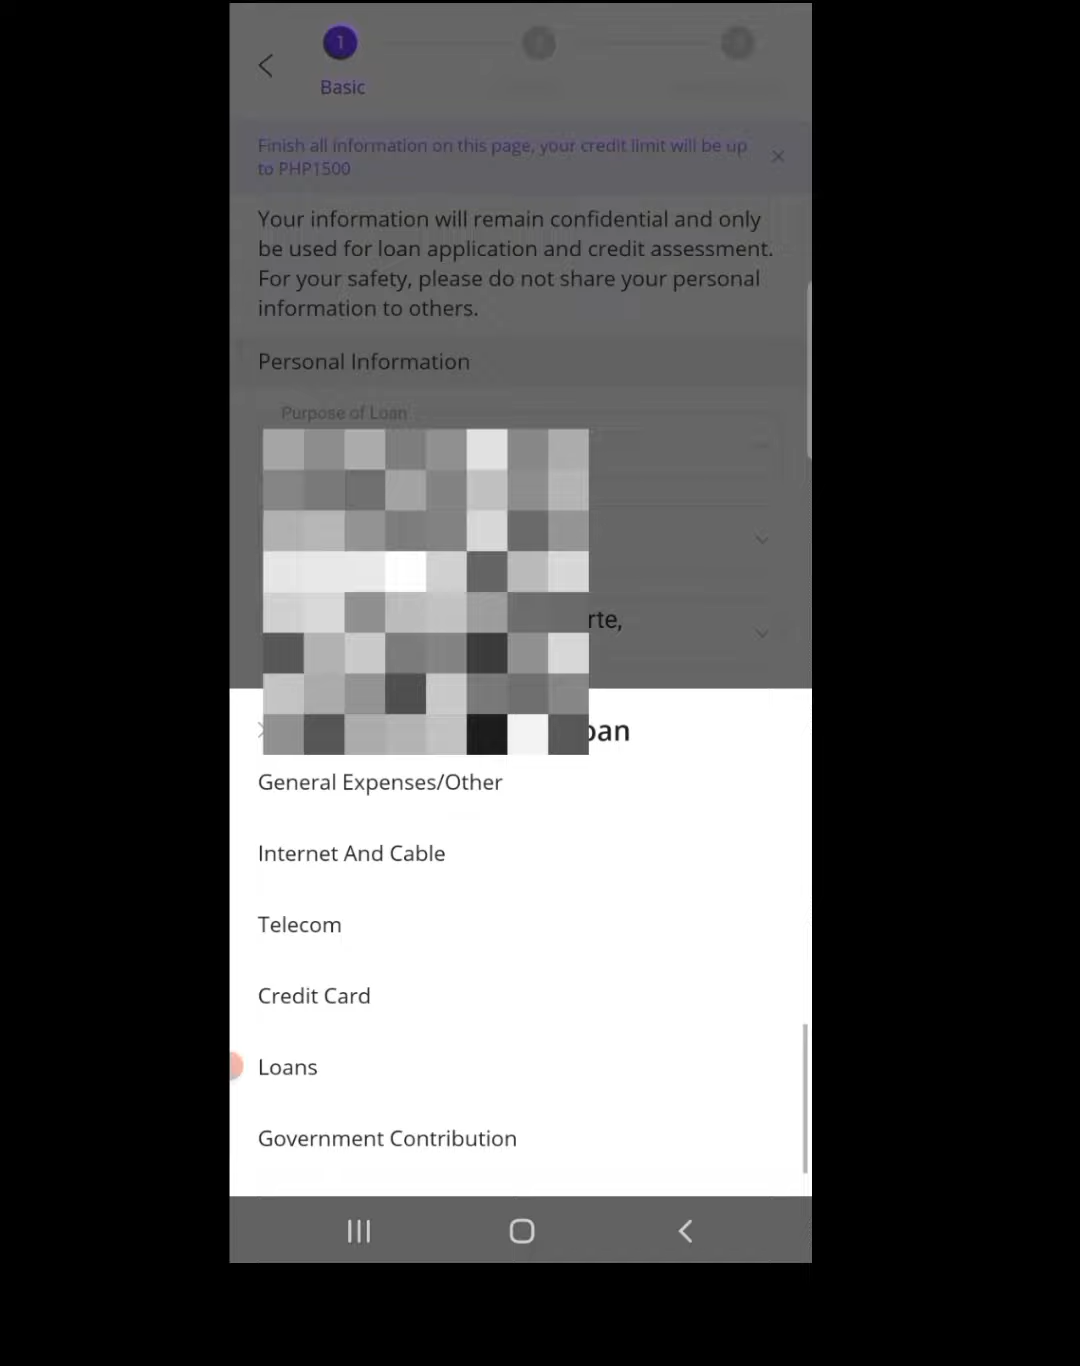 1
Basic
Finish all information on this page, your credit limit will be up
to PHP1500
Your information will remain confidential and only
be used for loan application and credit assessment.
For your safety, please do not share your personal
information to others.
Personal Information
Purpose of Loan
rte,
oan
General Expenses/Other
Internet And Cable
Telecom
Credit Card
Loans
Government Contribution